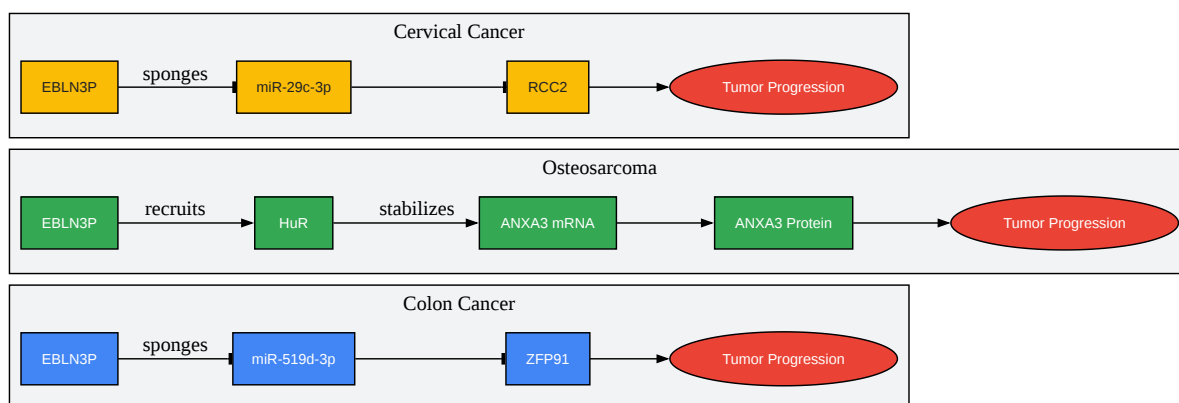 Cervical Cancer
EBLN3P
sponges
miR-29c-3p
RCC2
Tumor Progression
Osteosarcoma
EBLN3P
recruits
HuR
stabilizes
ANXA3 mRNA
ANXA3 Protein
Tumor Progression
Colon Cancer
EBLN3P
sponges
miR-519d-3p
ZFP91
Tumor Progression